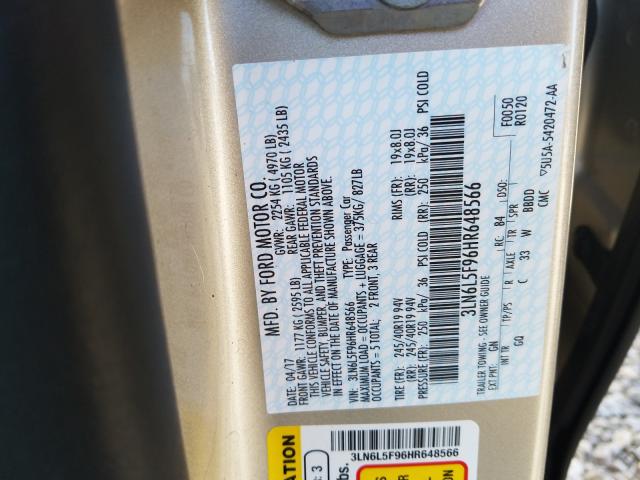 MFD. BY FORD MOTOR CO.
DATE: 04/17 GVWR: 2254 KG ( 4970 LB)
FRONT GAWR: 1177 KG ( 2595 LB) REAR GAWR: 1105 KG ( 2435 LB)
THIS VEHICLE CONFORMS TO ALL APPLICABLE FEDERAL MOTOR
VEHICLE SAFETY, BUMPER, AND THEFT PREVENTION STANDARDS
IN EFFECT ON THE DATE OF MANUFACTURE SHOWN ABOVE.
VIN: 3LN6L5F96HR648566 TYPE: Passenger Car
MAXIMUM LOAD = OCCUPANTS + LUGGAGE = 375KG/ 827LB
OCCUPANTS = 5 TOTAL; 2 FRONT, 3 REAR
TIRE (FR): 245/40R19 94V RIMS (FR): 19x8.0J
(RR): 245/40R19 94V (RR): 19x8.0J
PRESSURE (FR): 250 kPa/ 36 PSI COLD (RR): 250 kPa/ 36 PSI COLD
3LN6L5F96HR648566
TRAILER TOWING - SEE OWNER GUIDE
EXT PNT: GN RC: 84 DSO: F0050
R0120
INT TR TP/PS R AXLE TR SPR
GQ C 33 W BBDD
GMC ▽5U5A-5420472-AA
3LN6L5F96HR648566
3
lbs.